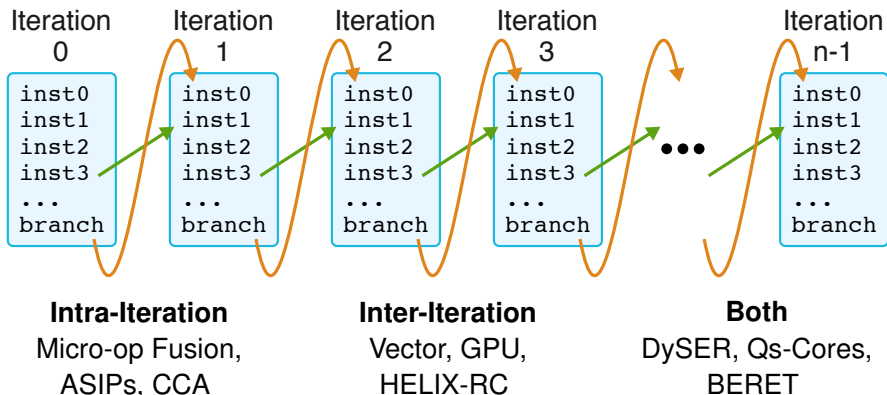 Iteration
0
Iteration
1
Iteration
2
Iteration
3
Iteration
n-1
inst0
inst1
inst2
inst3
...
branch
inst0
inst1
inst2
inst3
...
branch
inst0
inst1
inst2
inst3
...
branch
inst0
inst1
inst2
inst3
...
branch
•••
inst0
inst1
inst2
inst3
...
branch
Intra-Iteration
Micro-op Fusion,
ASIPs, CCA
Inter-Iteration
Vector, GPU,
HELIX-RC
Both
DySER, Qs-Cores,
BERET